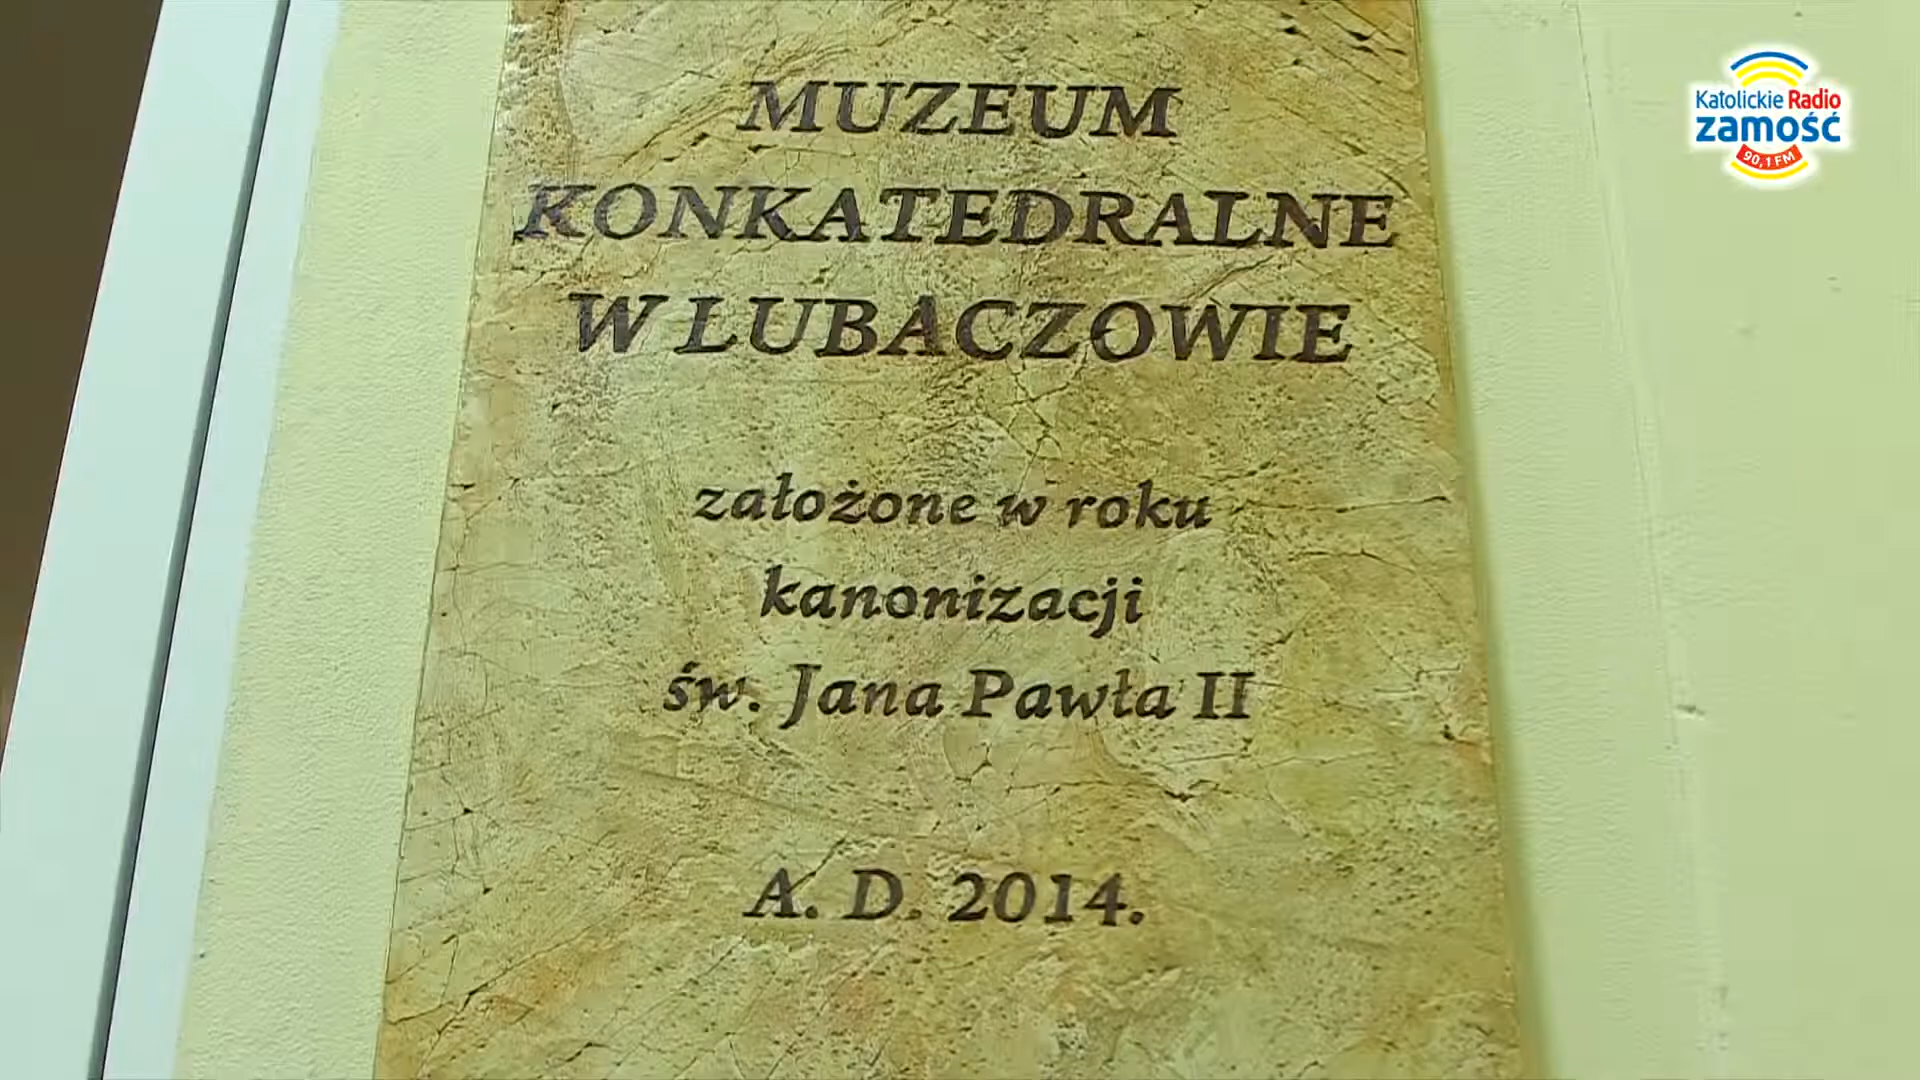 MUZEUM
KONKATEDRALNE
W LUBACZOWIE
założone w roku
kanonizacji
św. Jana Pawła II
A. D. 2014.
Katolickie Radio
zamość
90,1 FM